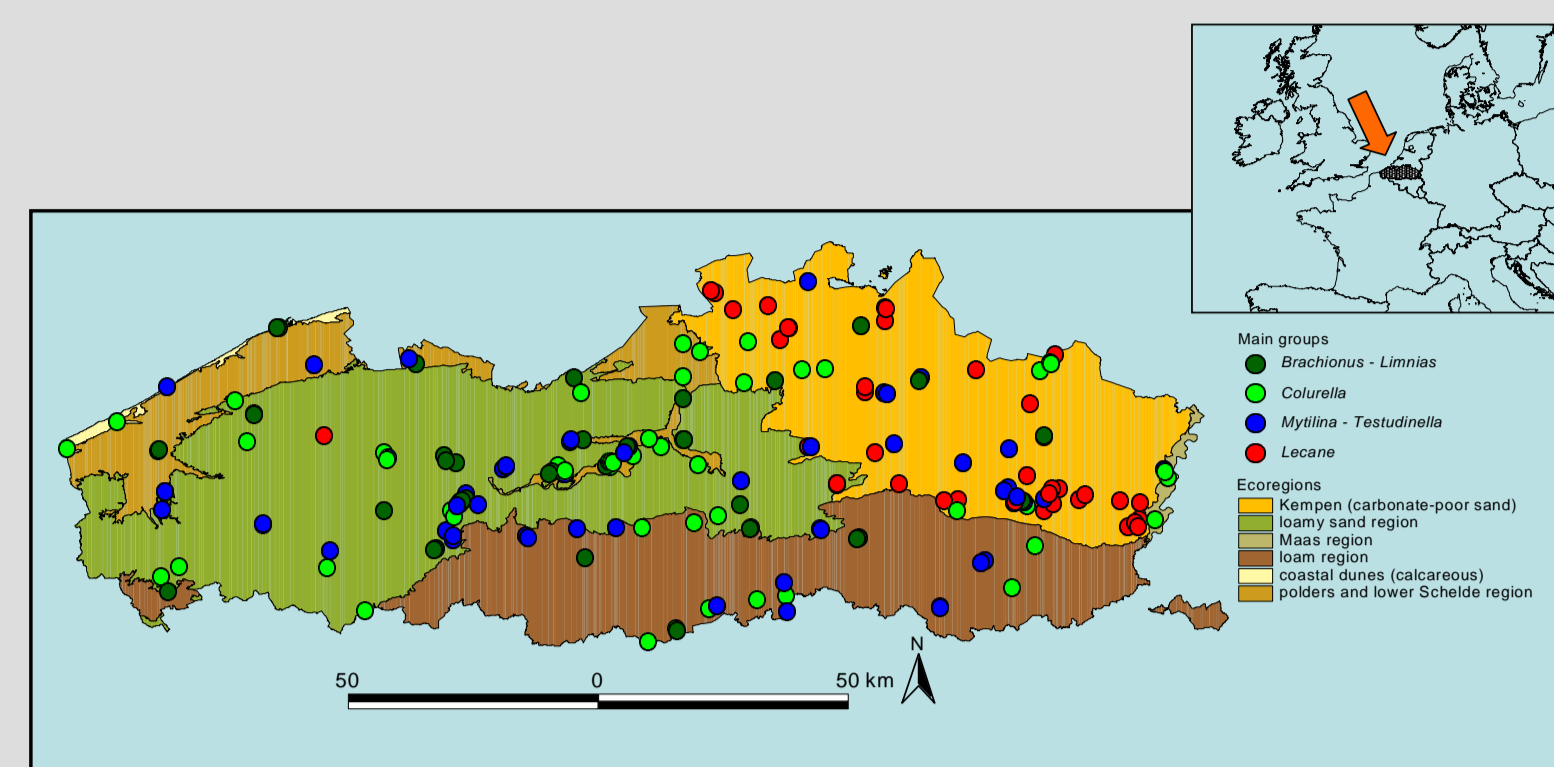 Main groups
Brachionus - Limnias
Colurella
Mytilina - Testudinella
Lecane
Ecoregions
Kempen (carbonate-poor sand)
loamy sand region
Maas region
loam region
coastal dunes (calcareous)
polders and lower Schelde region
N
50 0 50 km